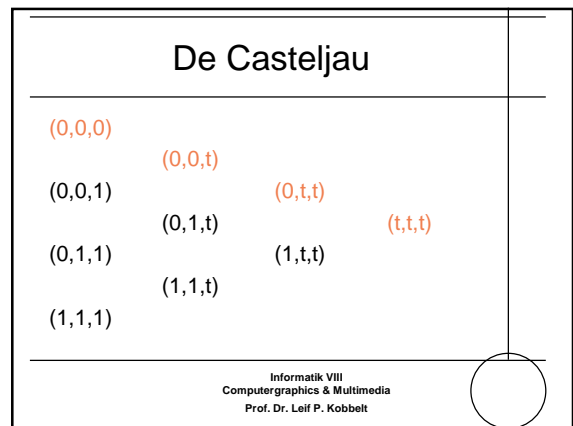 De Casteljau
(0,0,0)
(0,0,t)
(0,0,1) (0,t,t)
(0,1,t) (t,t,t)
(0,1,1) (1,t,t)
(1,1,t)
(1,1,1)
Informatik VIII
Computergraphics & Multimedia
Prof. Dr. Leif P. Kobbelt